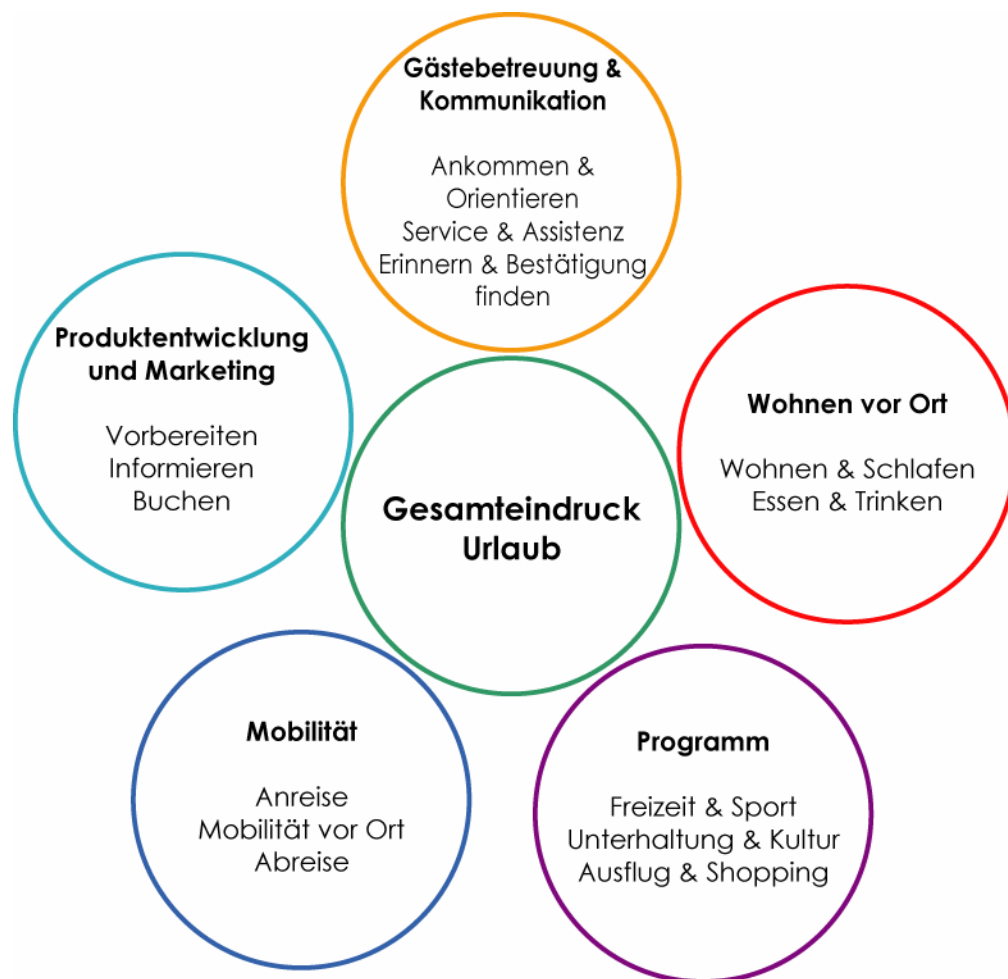 Gästebetreuung &
Kommunikation
Ankommen &
Orientieren
Service & Assistenz
Erinnern & Bestätigung
finden
Produktentwicklung
und Marketing
Vorbereiten
Informieren
Buchen
Wohnen vor Ort
Wohnen & Schlafen
Essen & Trinken
Gesamteindruck
Urlaub
Mobilität
Anreise
Mobilität vor Ort
Abreise
Programm
Freizeit & Sport
Unterhaltung & Kultur
Ausflug & Shopping